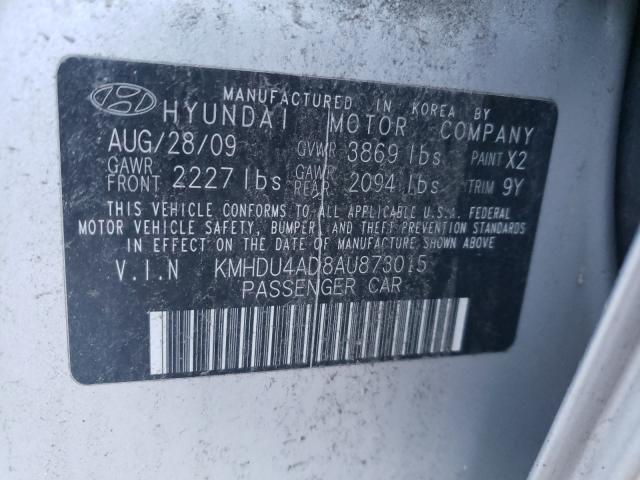 MANUFACTURED IN KOREA BY
HYUNDAI MOTOR COMPANY
AUG/28/09 GVWR 3869 lbs PAINT X2
GAWR FRONT 2227 lbs GAWR REAR 2094 lbs TRIM 9Y
THIS VEHICLE CONFORMS TO ALL APPLICABLE U.S.A. FEDERAL
MOTOR VEHICLE SAFETY, BUMPER, AND THEFT PREVENTION STANDARDS
IN EFFECT ON THE DATE OF MANUFACTURE SHOWN ABOVE
V.I.N KMHDU4AD8AU873015
PASSENGER CAR